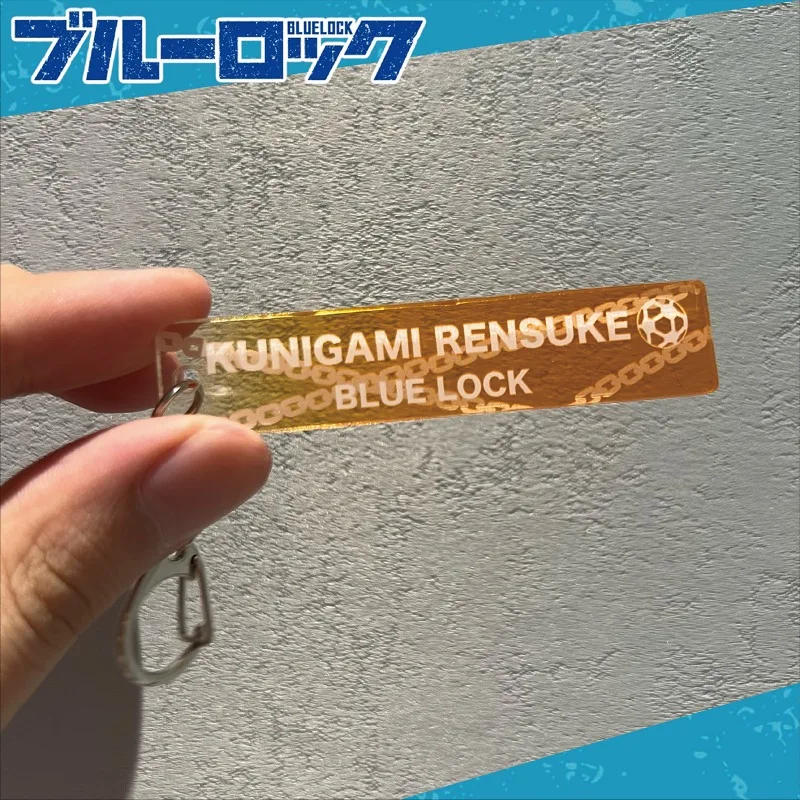 ブルーロック
BLUELOCK
KUNIGAMI RENSUKE
BLUE LOCK